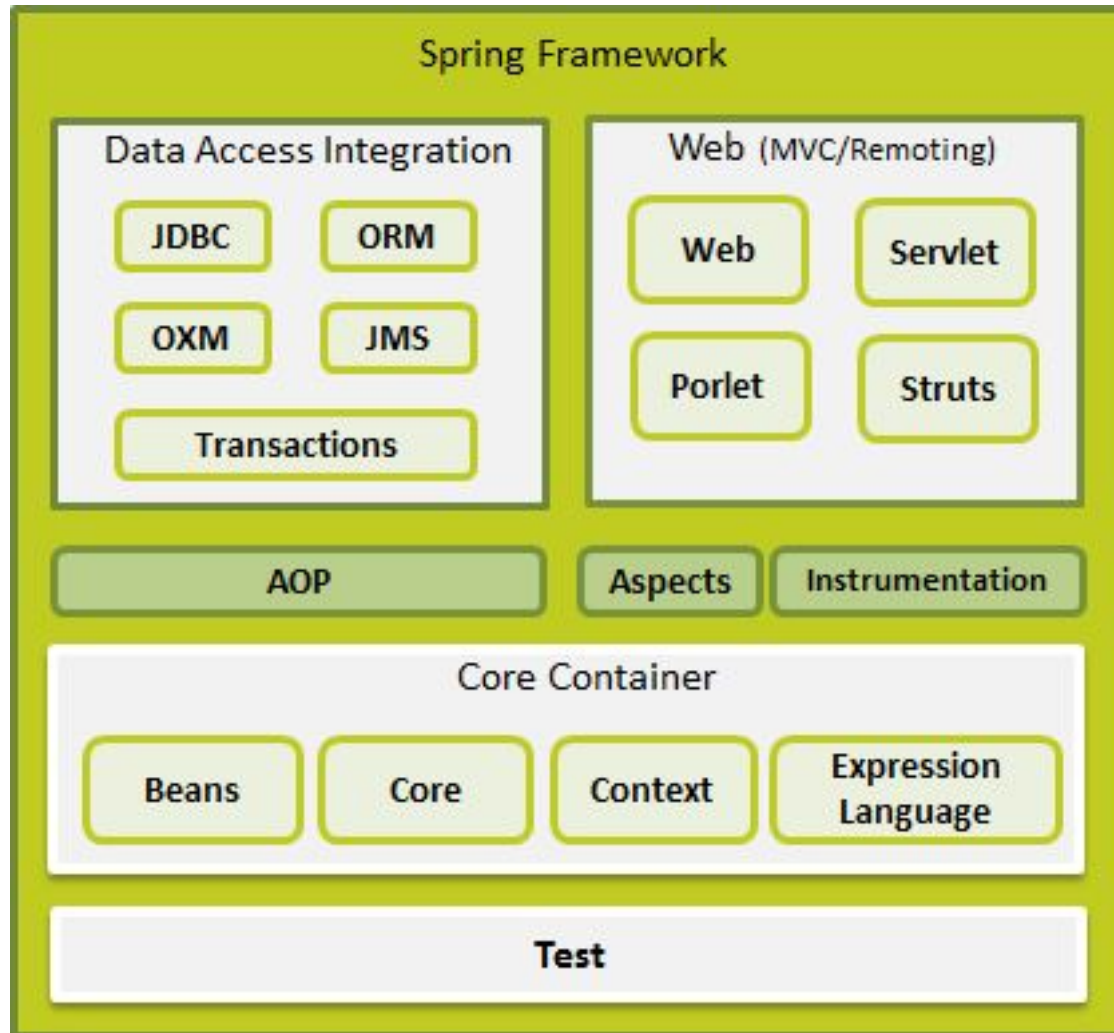 Spring Framework
Data Access Integration
JDBC
ORM
OXM
JMS
Transactions
Web (MVC/Remoting)
Web
Servlet
Porlet
Struts
AOP
Aspects
Instrumentation
Core Container
Beans
Core
Context
Expression
Language
Test